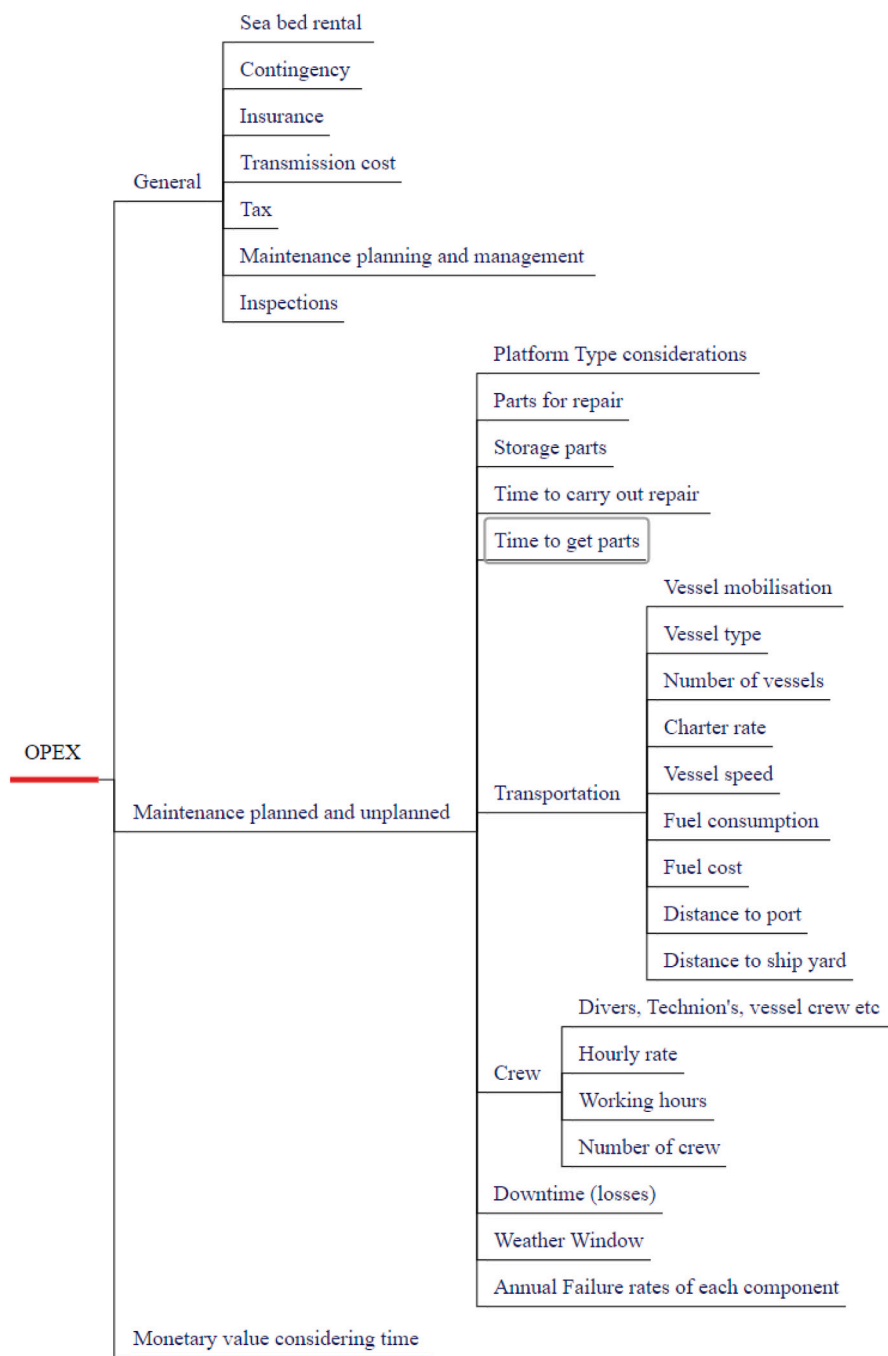 Sea bed rental
Contingency
Insurance
Transmission cost
General
Tax
Maintenance planning and management
Inspections
Platform Type considerations
Parts for repair
Storage parts
Time to carry out repair
Time to get parts
Vessel mobilisation
Vessel type
Number of vessels
Charter rate
OPEX
Vessel speed
Transportation
Maintenance planned and unplanned
Fuel consumption
Fuel cost
Distance to port
Distance to ship yard
Divers, Technion's, vessel crew etc
Hourly rate
Crew
Working hours
Number of crew
Downtime (losses)
Weather Window
Annual Failure rates of each component
Monetary value considering time